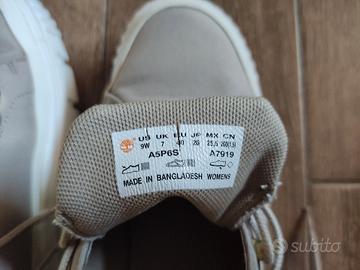 US UK EU JP MX CN
9W 7 40 26 25,5 260(1,5)
A5P6S A7919
MADE IN BANGLADESH WOMENS
subito